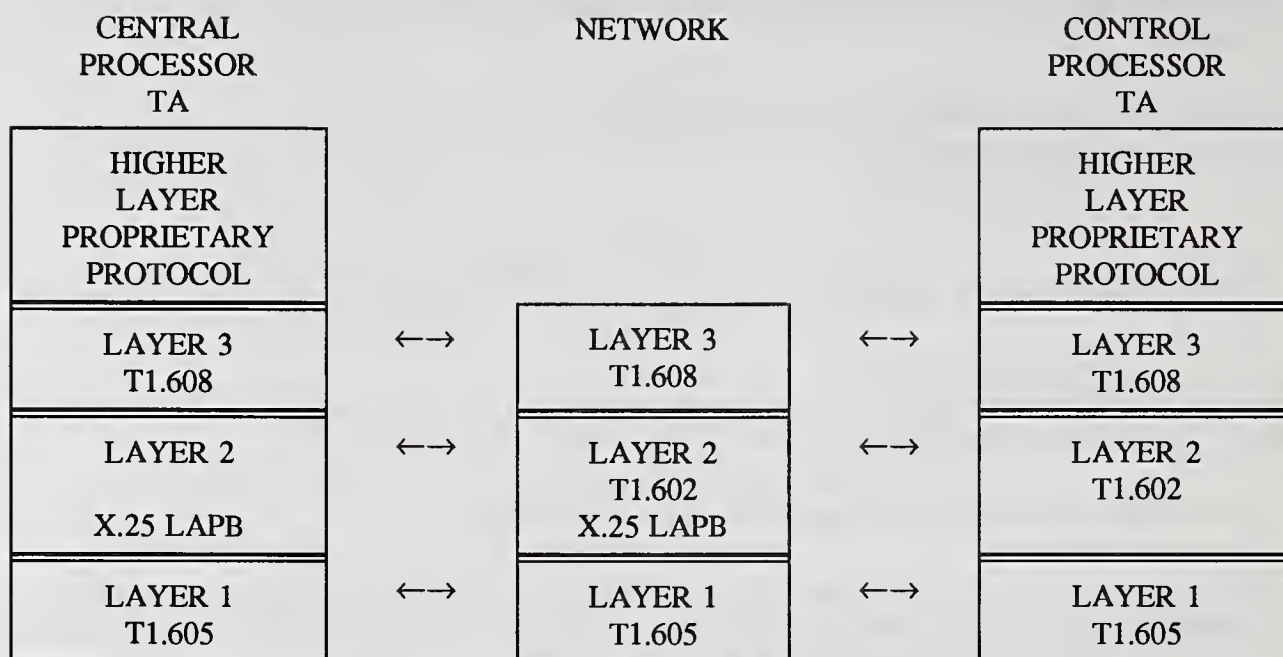 CENTRAL
PROCESSOR
TA
HIGHER
LAYER
PROPRIETARY
PROTOCOL
LAYER 3
T1.608
LAYER 2
X.25 LAPB
LAYER 1
T1.605
NETWORK
←→
LAYER 3
T1.608
←→
←→
LAYER 2
T1.602
X.25 LAPB
←→
←→
LAYER 1
T1.605
←→
CONTROL
PROCESSOR
TA
HIGHER
LAYER
PROPRIETARY
PROTOCOL
LAYER 3
T1.608
LAYER 2
T1.602
LAYER 1
T1.605